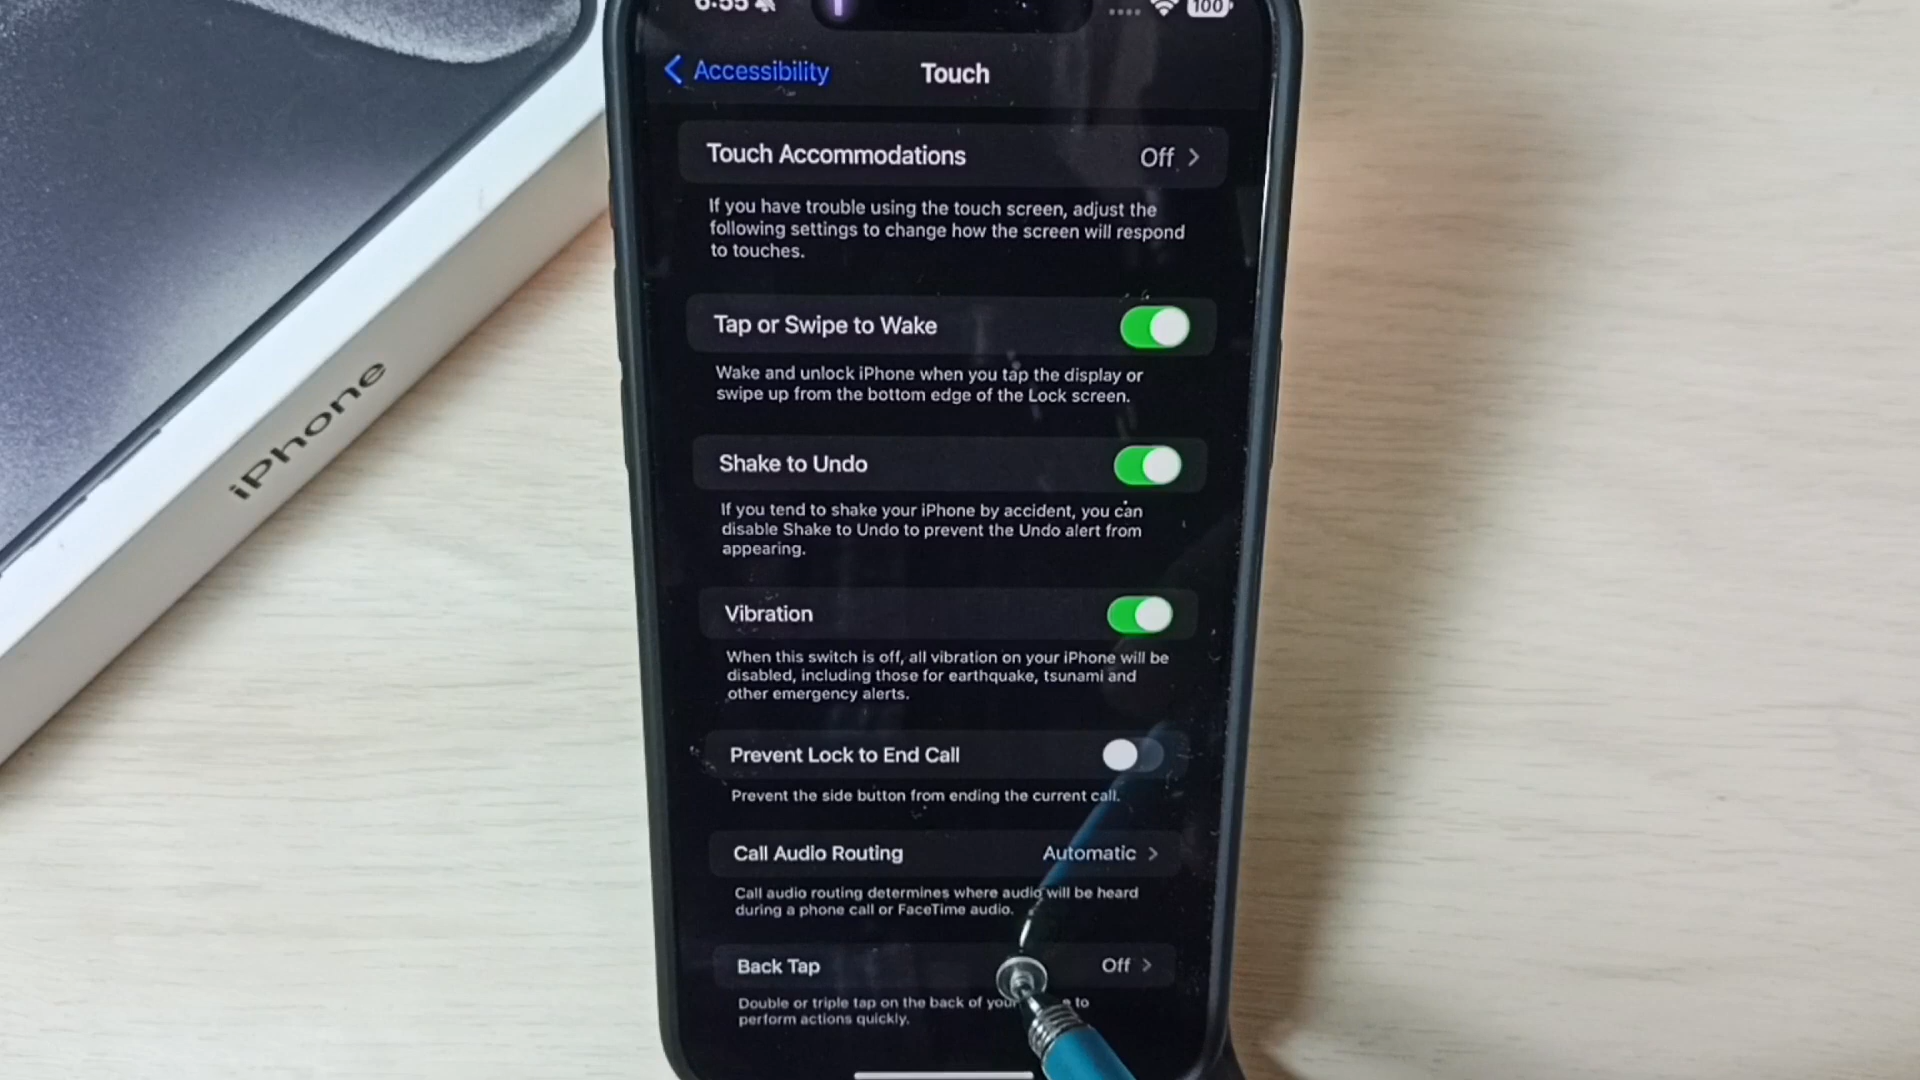 6:55
100
Accessibility
Touch
Touch Accommodations
Off
If you have trouble using the touch screen, adjust the
following settings to change how the screen will respond
to touches.
Tap or Swipe to Wake
Wake and unlock iPhone when you tap the display or
swipe up from the bottom edge of the Lock screen.
Shake to Undo
If you tend to shake your iPhone by accident, you can
disable Shake to Undo to prevent the Undo alert from
appearing.
Vibration
When this switch is off, all vibration on your iPhone will be
disabled, including those for earthquake, tsunami and
other emergency alerts.
Prevent Lock to End Call
Prevent the side button from ending the current call.
Call Audio Routing
Automatic
Call audio routing determines where audio will be heard
during a phone call or FaceTime audio.
Back Tap
Off
Double or triple tap on the back of your to
perform actions quickly.
iPhone